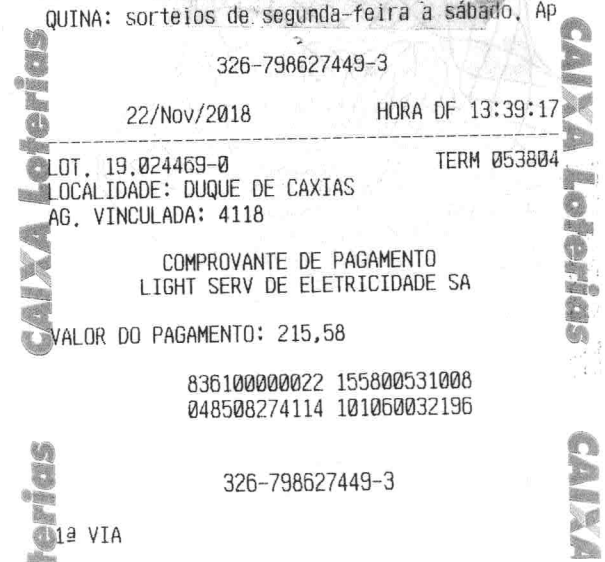 QUINA: sorteios de segunda-feira a sábado. Ap
326-798627449-3
22/Nov/2018 HORA DF 13:39:17
LOT. 19.024469-0 TERM 053804
LOCALIDADE: DUQUE DE CAXIAS
AG. VINCULADA: 4118
COMPROVANTE DE PAGAMENTO
LIGHT SERV DE ELETRICIDADE SA
VALOR DO PAGAMENTO: 215,58
836100000022 155800531008
048508274114 101060032196
326-798627449-3
1ª VIA
CAIXA Loterias
CAIXA Loterias
terias
CAIXA